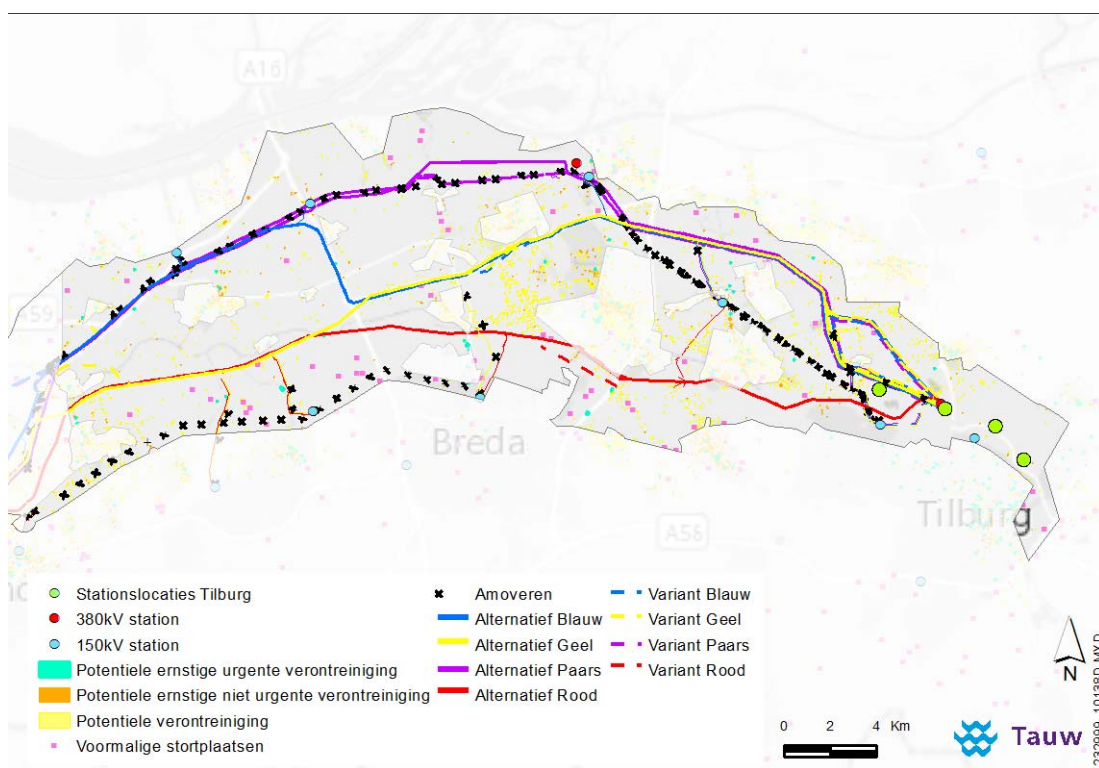 A16
A59
Breda
A58
Tilburg
Stationslocaties Tilburg
380kV station
150kV station
Potentiele ernstige urgente verontreiniging
Potentiele ernstige niet urgente verontreiniging
Potentiele verontreiniging
Voormalige stortplaatsen
Amoveren
Alternatief Blauw
Alternatief Geel
Alternatief Paars
Alternatief Rood
Variant Blauw
Variant Geel
Variant Paars
Variant Rood
N
0 2 4 Km
Tauw